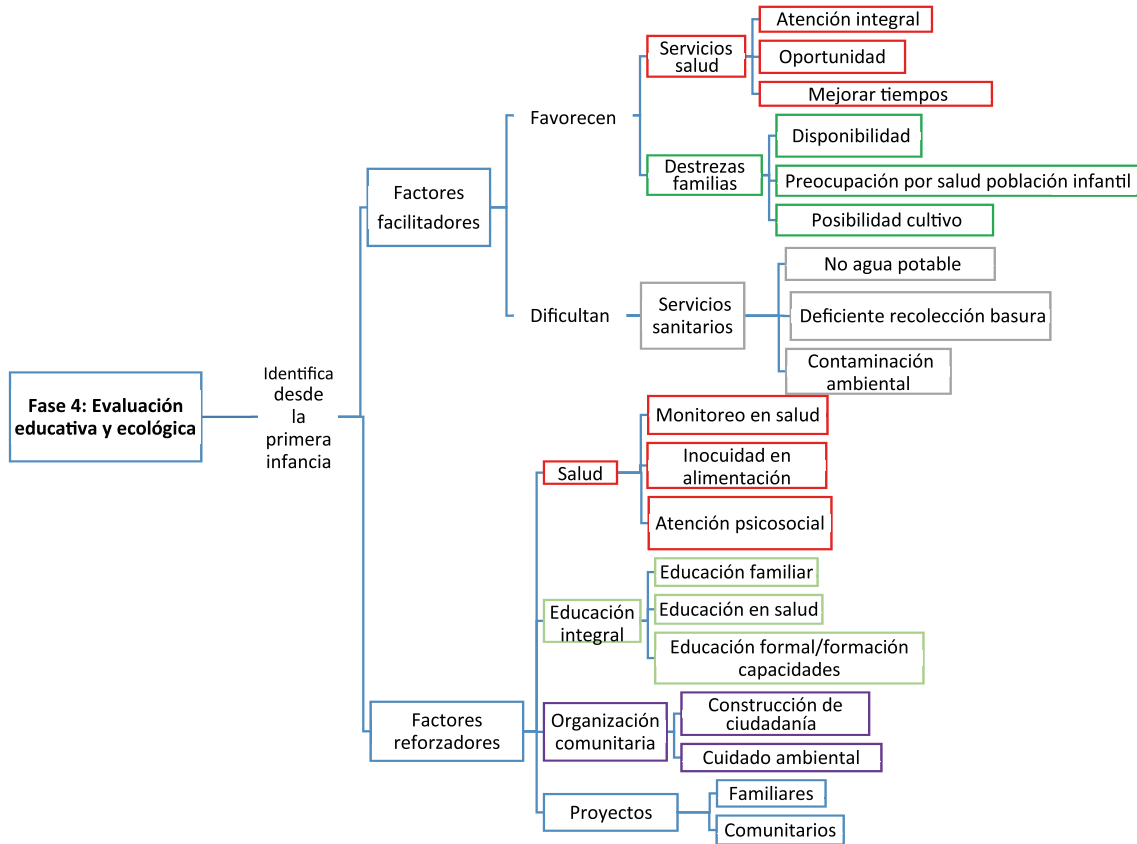 Fase 4: Evaluación
educativa y ecológica
Identifica
desde
la
primera
infancia
Factores
facilitadores
Favorecen
Servicios
salud
Atención integral
Oportunidad
Mejorar tiempos
Destrezas
familias
Disponibilidad
Preocupación por salud población infantil
Posibilidad cultivo
Dificultan
Servicios
sanitarios
No agua potable
Deficiente recolección basura
Contaminación
ambiental
Factores
reforzadores
Salud
Monitoreo en salud
Inocuidad en
alimentación
Atención psicosocial
Educación
integral
Educación familiar
Educación en salud
Educación formal/formación
capacidades
Organización
comunitaria
Construcción de
ciudadanía
Cuidado ambiental
Proyectos
Familiares
Comunitarios